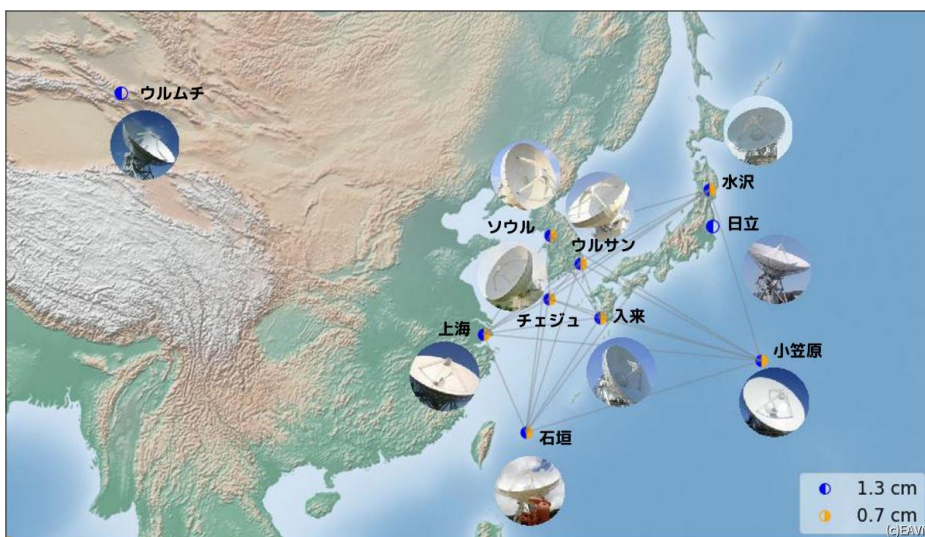 ウルムチ
水沢
ソウル
日立
ウルサン
チェジュ
入来
上海
小笠原
石垣
1.3 cm
0.7 cm